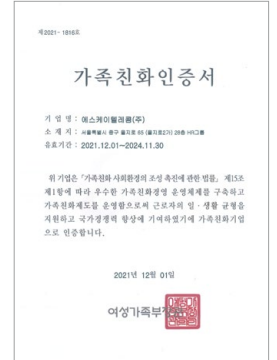 제2021- 1816호
가족친화인증서
기 업 명 : 에스케이텔레콤(주)
소 재 지 : 서울특별시 중구 을지로 65 (을지로2가) 28층 HR그룹
유효기간 : 2021.12.01~2024.11.30
위 기업은 「가족친화 사회환경의 조성 촉진에 관한 법률」 제15조
제1항에 따라 우수한 가족친화경영 운영체제를 구축하고
가족친화제도를 운영함으로써 근로자의 일·생활 균형을
지원하고 국가경쟁력 향상에 기여하였기에 가족친화기업
으로 인증합니다.
2021년 12월 01일
여성가족부장관